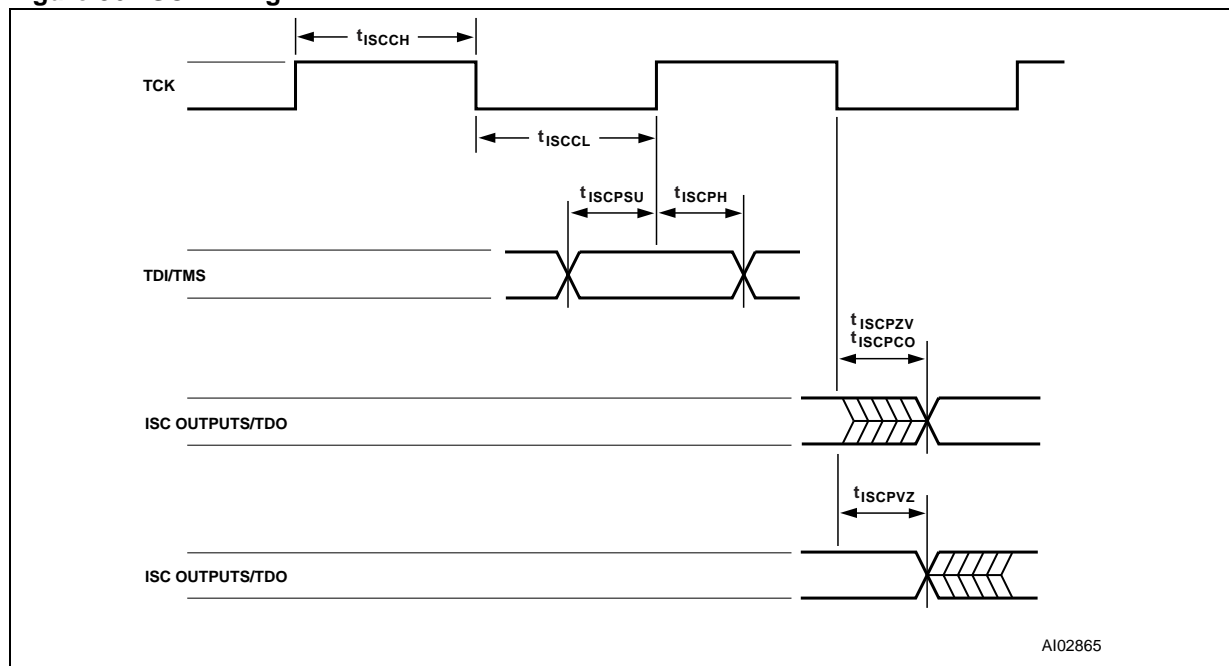 tISCCH
TCK
tISCCL
tISCPSU
tISCPH
TDI/TMS
tISCPZV
tISCPCO
ISC OUTPUTS/TDO
tISCPVZ
ISC OUTPUTS/TDO
AI02865